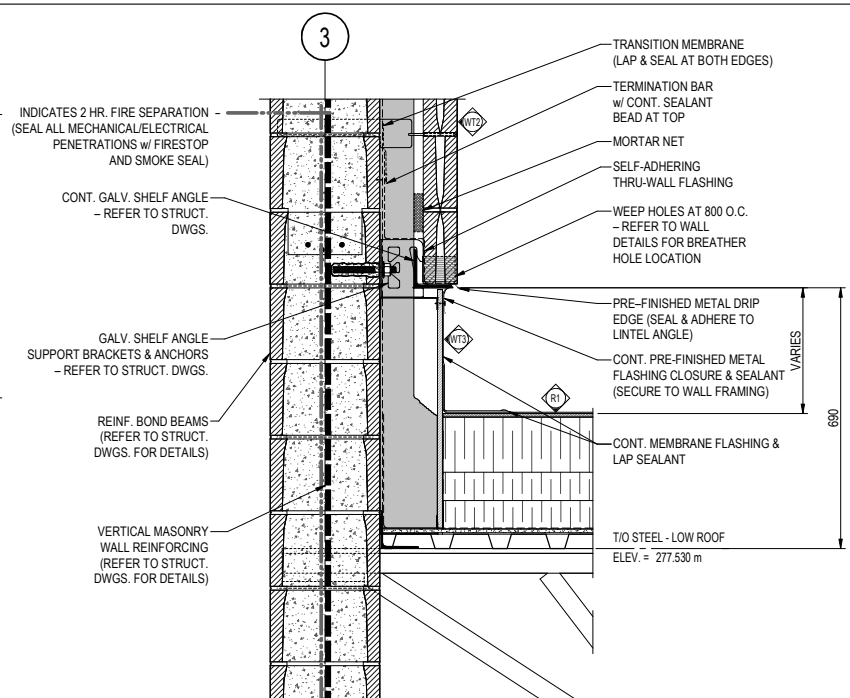 3
INDICATES 2 HR. FIRE SEPARATION
(SEAL ALL MECHANICAL/ELECTRICAL
PENETRATIONS w/ FIRESTOP
AND SMOKE SEAL)
CONT. GALV. SHELF ANGLE
– REFER TO STRUCT.
DWGS.
GALV. SHELF ANGLE
SUPPORT BRACKETS & ANCHORS
– REFER TO STRUCT. DWGS.
REINF. BOND BEAMS
(REFER TO STRUCT.
DWGS. FOR DETAILS)
VERTICAL MASONRY
WALL REINFORCING
(REFER TO STRUCT.
DWGS. FOR DETAILS)
TRANSITION MEMBRANE
(LAP & SEAL AT BOTH EDGES)
TERMINATION BAR
w/ CONT. SEALANT
BEAD AT TOP
WT2
MORTAR NET
SELF-ADHERING
THRU-WALL FLASHING
WEEP HOLES AT 800 O.C.
– REFER TO WALL
DETAILS FOR BREATHER
HOLE LOCATION
PRE–FINISHED METAL DRIP
EDGE (SEAL & ADHERE TO
LINTEL ANGLE)
WT3
CONT. PRE-FINISHED METAL
FLASHING CLOSURE & SEALANT
(SECURE TO WALL FRAMING)
R1
VARIES
690
CONT. MEMBRANE FLASHING &
LAP SEALANT
T/O STEEL - LOW ROOF
ELEV. = 277.530 m